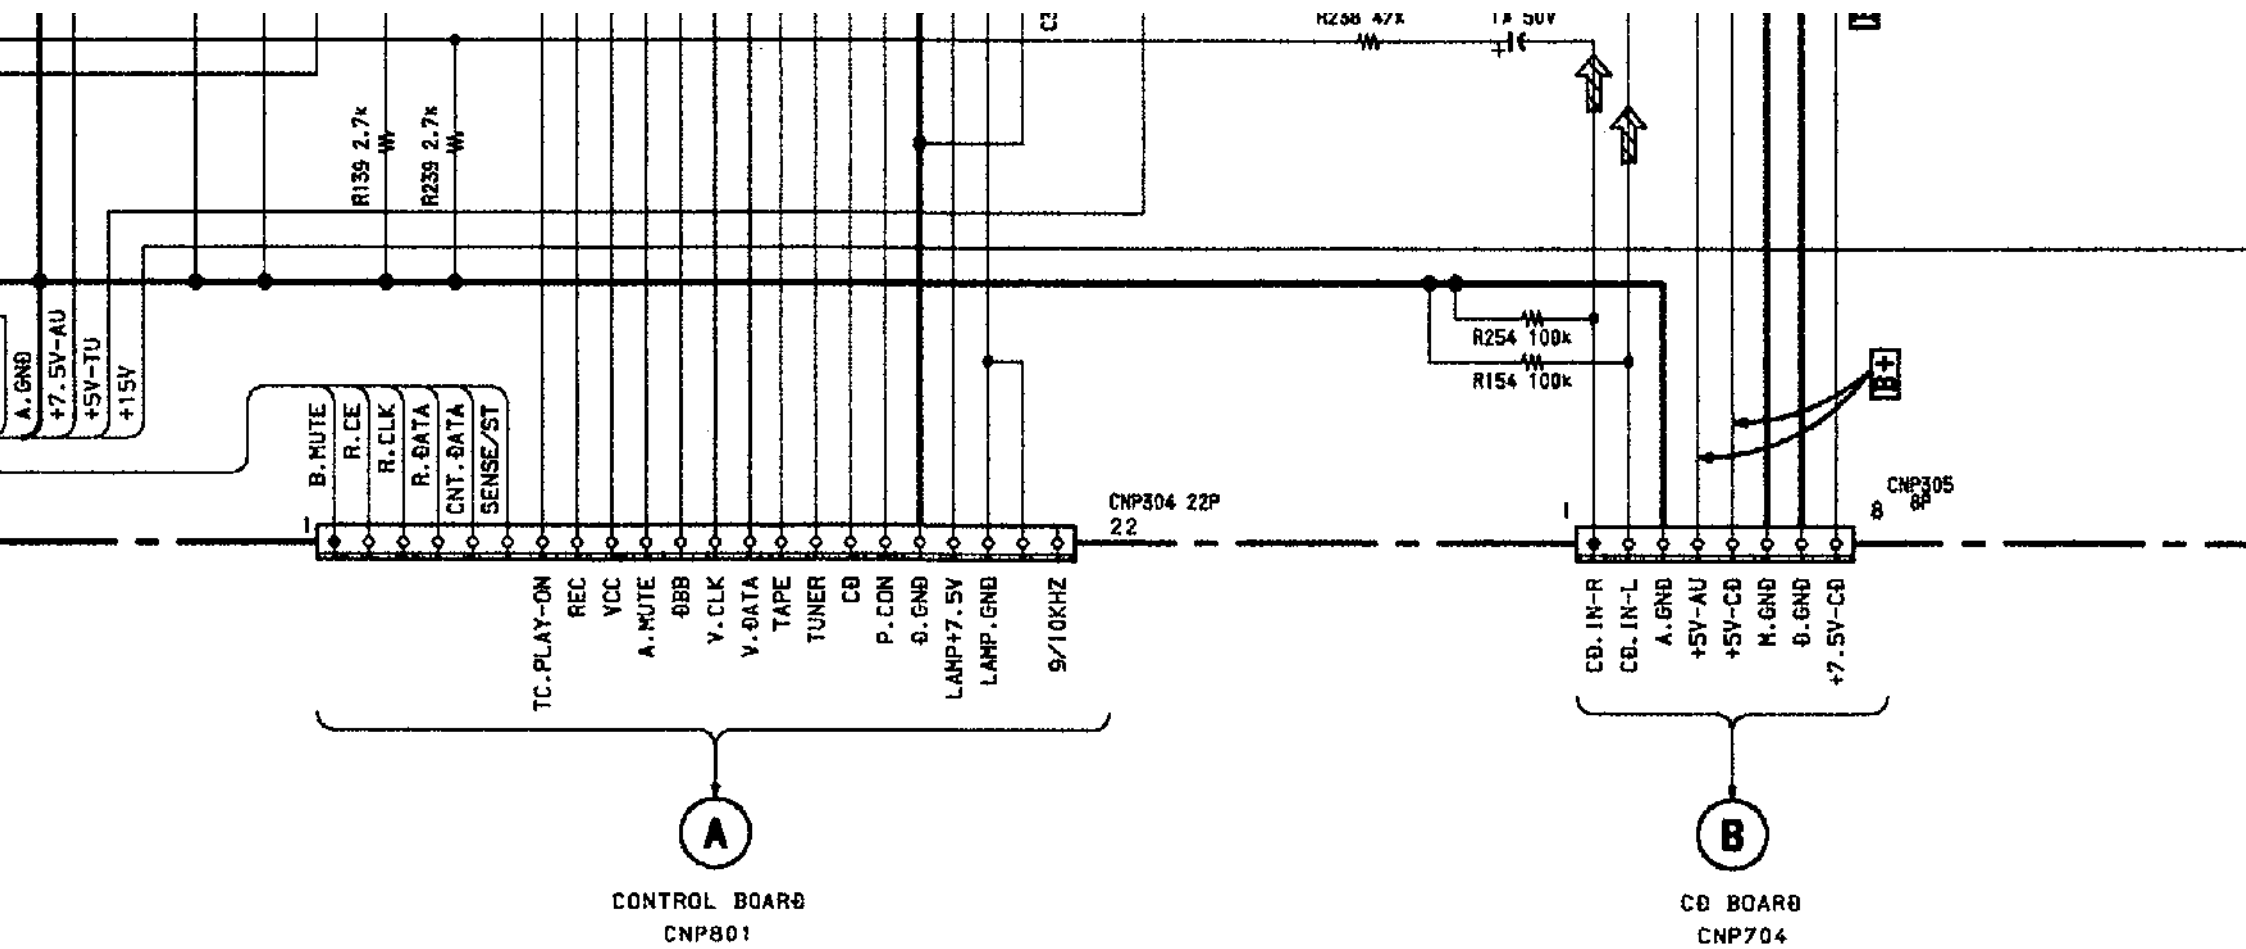 R238 47k
1μ 50V
R139 2.7k
R239 2.7k
A.GND
+7.5V-AU
+5V-TU
+15V
R254 100k
R154 100k
B+
B.MUTE
R.CE
R.CLK
R.DATA
CNT.DATA
SENSE/ST
1
CNP304 22P
22
1
8
CNP305
8P
TC.PLAY-ON
REC
VCC
A.MUTE
DBB
V.CLK
V.DATA
TAPE
TUNER
CD
P.CON
D.GND
LAMP+7.5V
LAMP.GND
9/10KHZ
CD.IN-R
CD.IN-L
A.GND
+5V-AU
+5V-CD
M.GND
D.GND
+7.5V-CD
A
CONTROL BOARD
CNP801
B
CD BOARD
CNP704